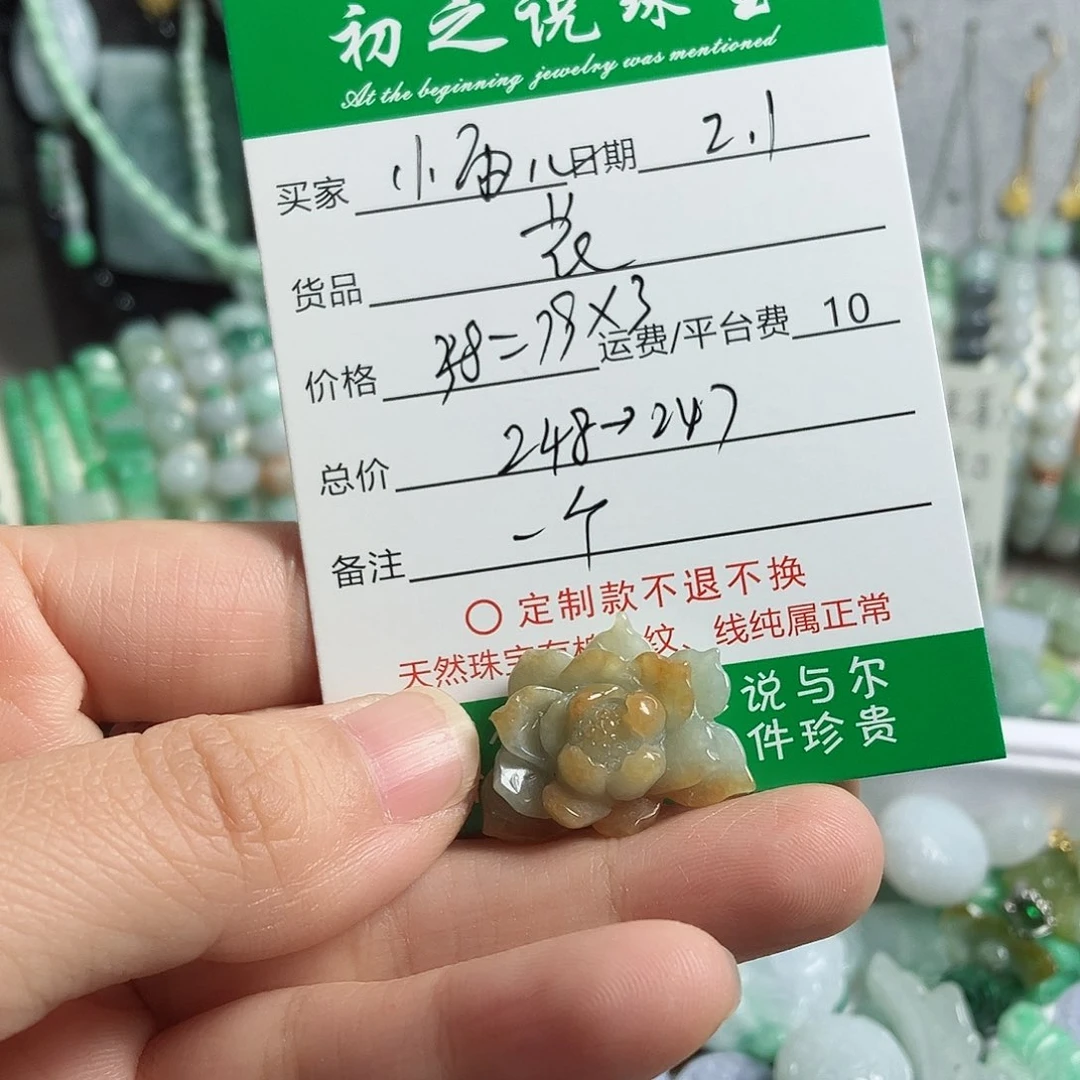 初之说珠宝
At the beginning jewelry was mentioned
买家 小 儿 日期 2.1
货品 花
价格 =79×3 运费/平台费 10
总价 248→247
备注 一个
○ 定制款不退不换
天然珠宝有棉 纹、线纯属正常
说与尔
件珍贵